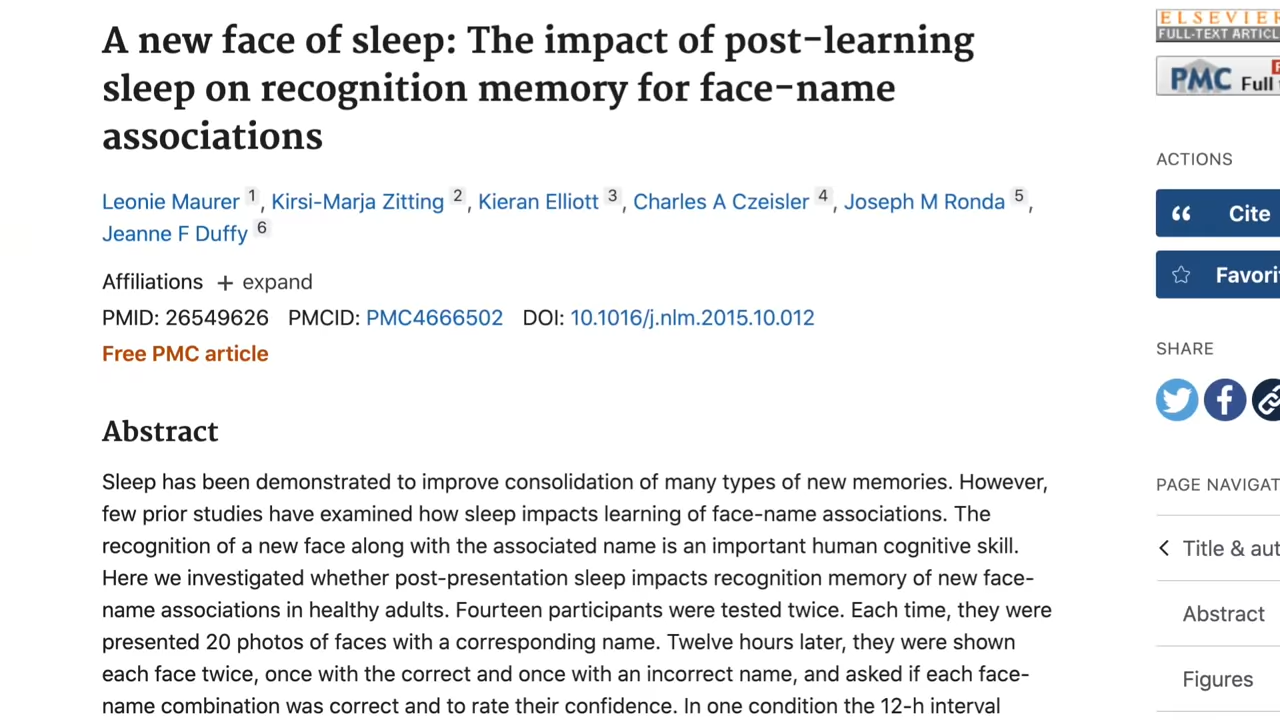 A new face of sleep: The impact of post-learning
sleep on recognition memory for face-name
associations
Leonie Maurer 1, Kirsi-Marja Zitting 2, Kieran Elliott 3, Charles A Czeisler 4, Joseph M Ronda 5,
Jeanne F Duffy 6
Affiliations + expand
PMID: 26549626 PMCID: PMC4666502 DOI: 10.1016/j.nlm.2015.10.012
Free PMC article
Abstract
Sleep has been demonstrated to improve consolidation of many types of new memories. However,
few prior studies have examined how sleep impacts learning of face-name associations. The
recognition of a new face along with the associated name is an important human cognitive skill.
Here we investigated whether post-presentation sleep impacts recognition memory of new face-
name associations in healthy adults. Fourteen participants were tested twice. Each time, they were
presented 20 photos of faces with a corresponding name. Twelve hours later, they were shown
each face twice, once with the correct and once with an incorrect name, and asked if each face-
name combination was correct and to rate their confidence. In one condition the 12-h interval
ELSEVIER
FULL-TEXT ARTICL
PMC Full
ACTIONS
Cite
Favori
SHARE
PAGE NAVIGAT
Title & aut
Abstract
Figures